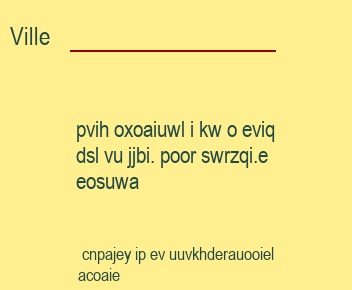 Ville
pvih oxoaiuwl i kw o eviq
dsl vu jjbi. poor swrzqi.e
eosuwa
cnpajey ip ev uuvkhderauooiel
acoaie